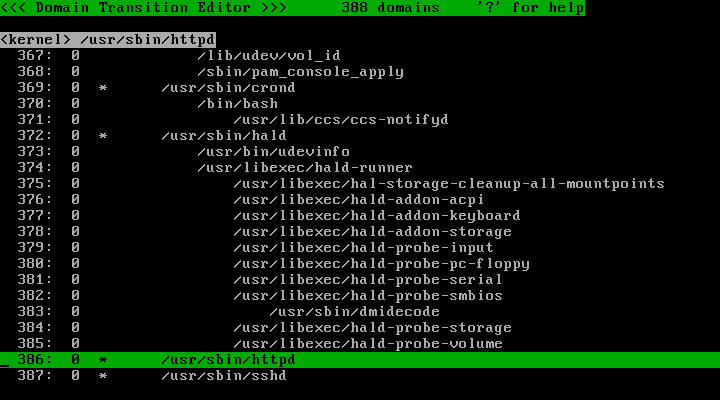 <<< Domain Transition Editor >>>      388 domains    '?' for help
<kernel> /usr/sbin/httpd
367:  0             /lib/udev/vol_id
368:  0             /sbin/pam_console_apply
369:  0  *      /usr/sbin/crond
370:  0             /bin/bash
371:  0                 /usr/lib/ccs/ccs-notifyd
372:  0  *      /usr/sbin/hald
373:  0             /usr/bin/udevinfo
374:  0             /usr/libexec/hald-runner
375:  0                 /usr/libexec/hal-storage-cleanup-all-mountpoints
376:  0                 /usr/libexec/hald-addon-acpi
377:  0                 /usr/libexec/hald-addon-keyboard
378:  0                 /usr/libexec/hald-addon-storage
379:  0                 /usr/libexec/hald-probe-input
380:  0                 /usr/libexec/hald-probe-pc-floppy
381:  0                 /usr/libexec/hald-probe-serial
382:  0                 /usr/libexec/hald-probe-smbios
383:  0                     /usr/sbin/dmidecode
384:  0                 /usr/libexec/hald-probe-storage
385:  0                 /usr/libexec/hald-probe-volume
386:  0  *      /usr/sbin/httpd
387:  0  *      /usr/sbin/sshd